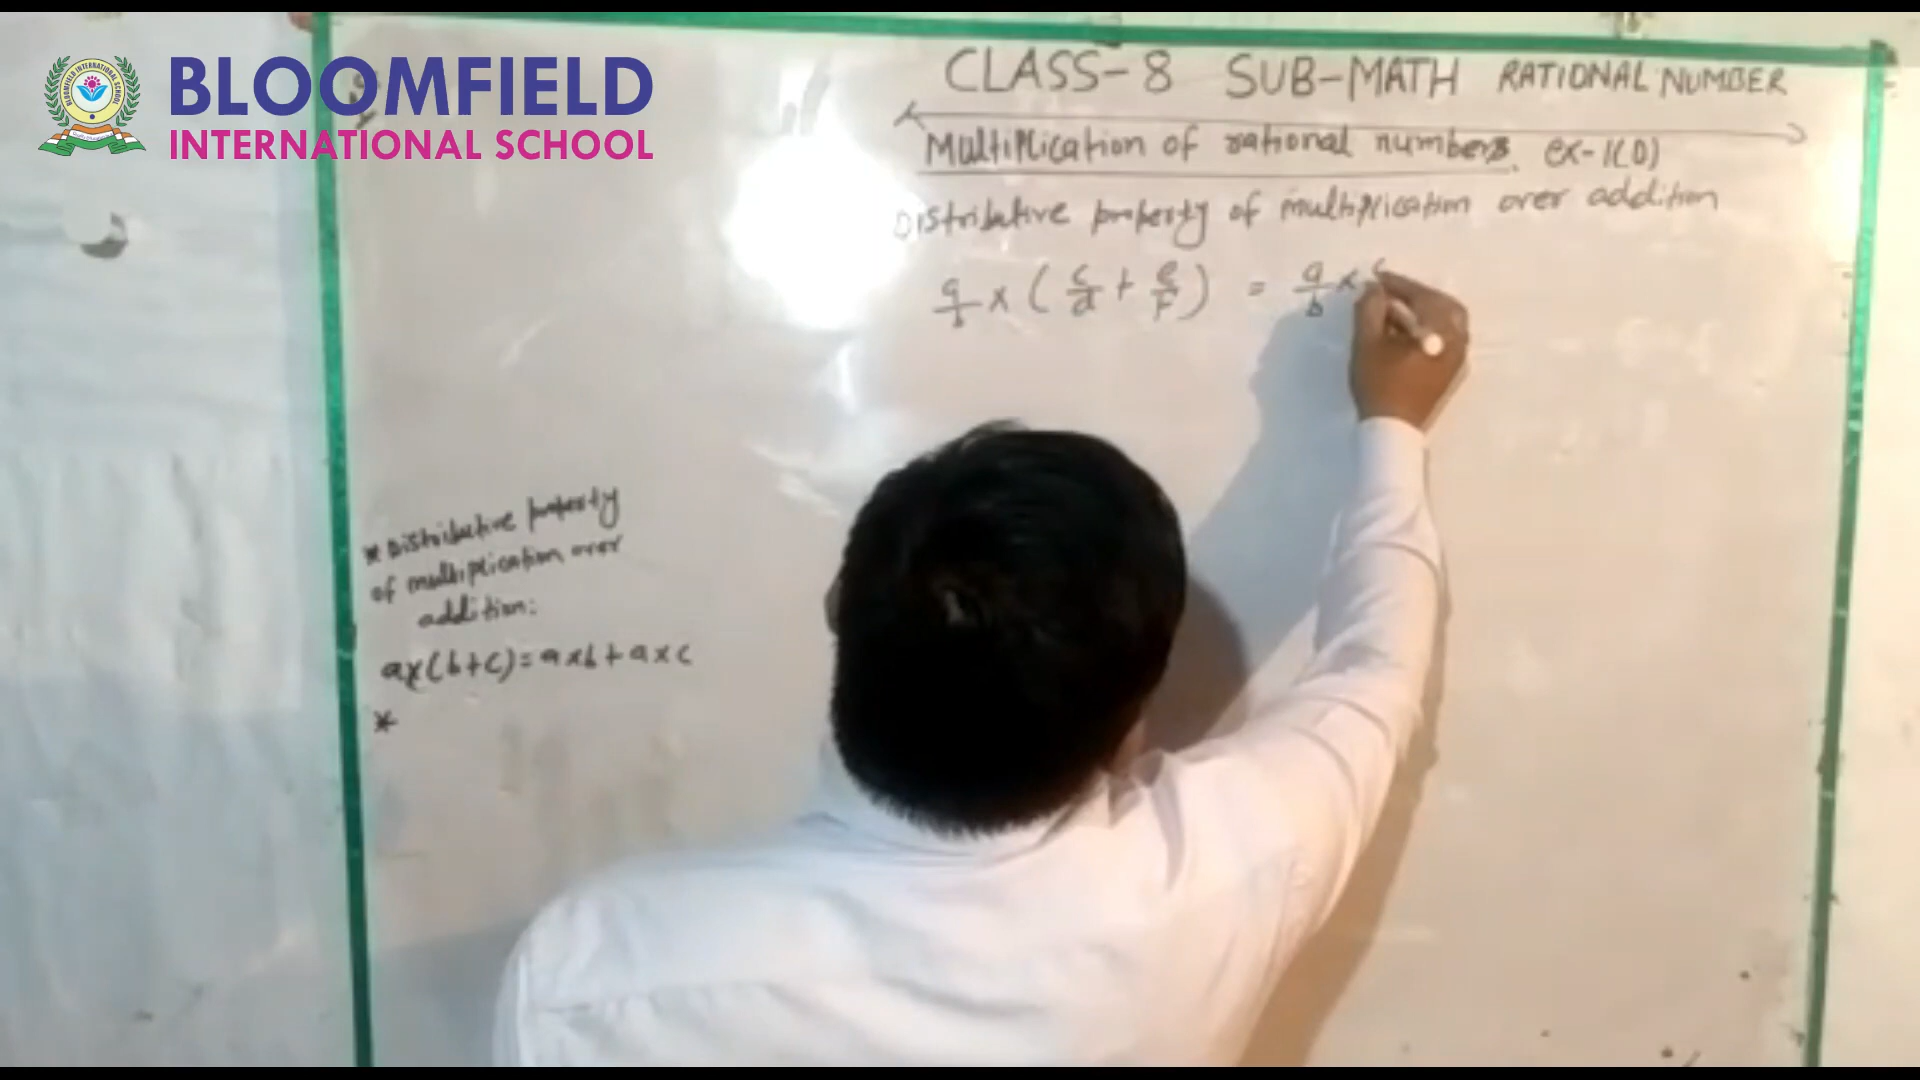 BLOOMFIELD
INTERNATIONAL SCHOOL
CLASS-8 SUB-MATH RATIONAL NUMBER
Multiplication of rational numbers. ex-1(D)
Distributive property of multiplication over addition
a/b × (c/d + e/f) = a/b × c
* Distributive property
of multiplication over
addition:
a×(b+c)=a×b+a×c
*